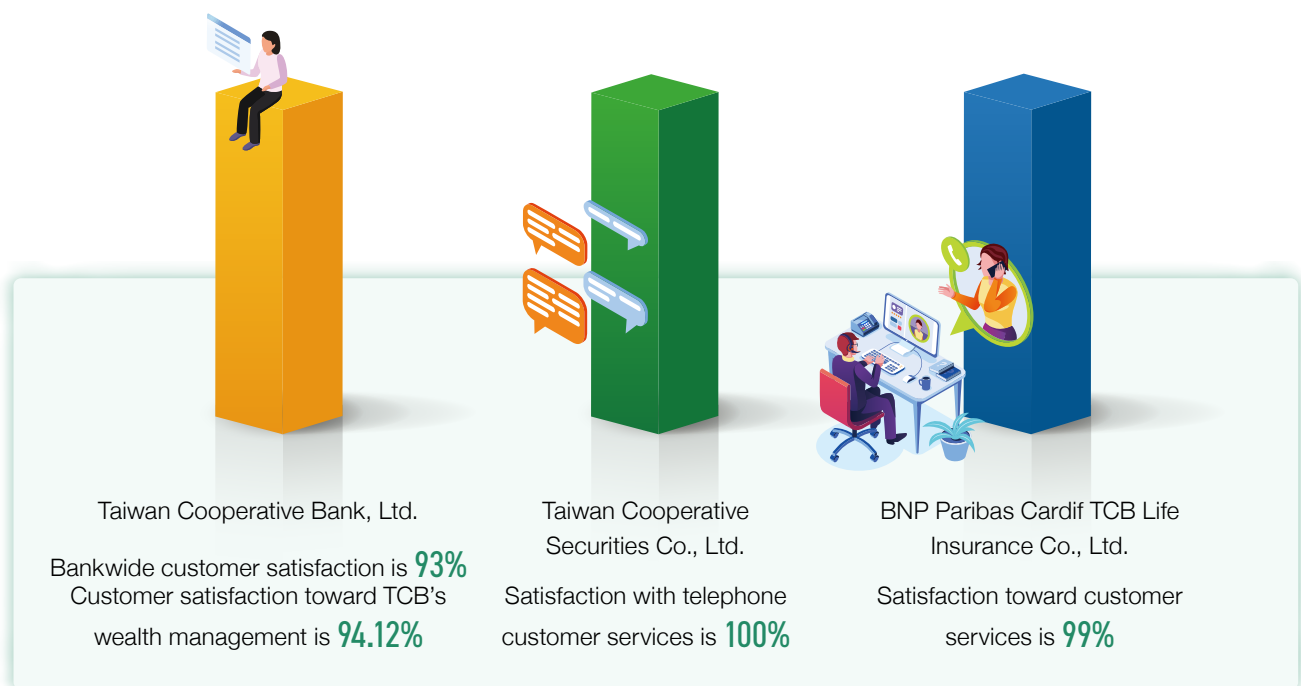 Taiwan Cooperative Bank, Ltd.
Bankwide customer satisfaction is 93%
Customer satisfaction toward TCB's
wealth management is 94.12%
Taiwan Cooperative
Securities Co., Ltd.
Satisfaction with telephone
customer services is 100%
BNP Paribas Cardif TCB Life
Insurance Co., Ltd.
Satisfaction toward customer
services is 99%